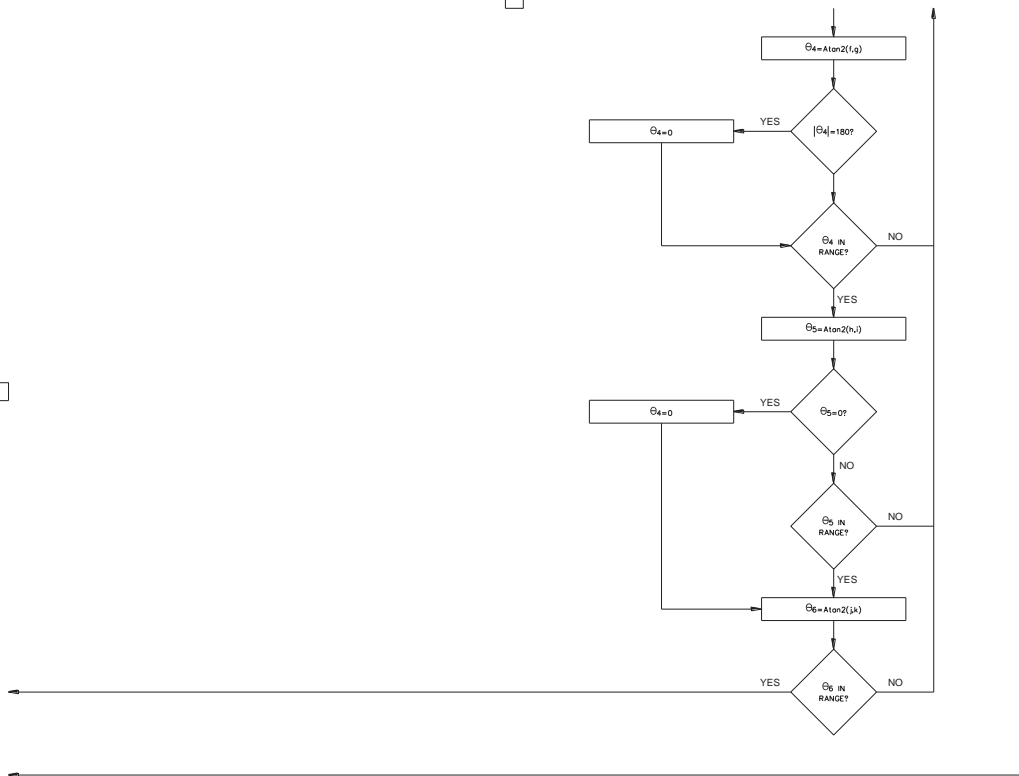 Θ4=Atan2(f,g)
YES
|Θ4|=180?
Θ4=0
Θ4 IN
RANGE?
NO
YES
Θ5=Atan2(h,i)
YES
Θ5=0?
Θ4=0
NO
Θ5 IN
RANGE?
NO
YES
Θ6=Atan2(j,k)
YES
Θ6 IN
RANGE?
NO